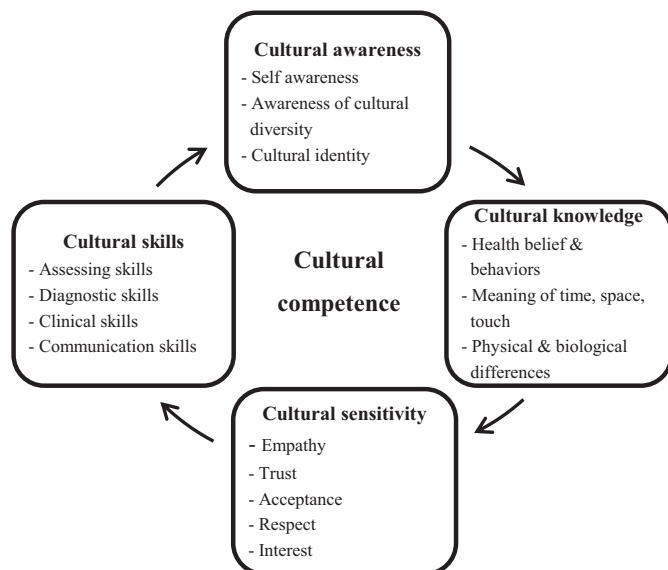 Cultural awareness
- Self awareness
- Awareness of cultural
diversity
- Cultural identity
Cultural knowledge
- Health belief &
behaviors
- Meaning of time, space,
touch
- Physical & biological
differences
Cultural skills
- Assessing skills
- Diagnostic skills
- Clinical skills
- Communication skills
Cultural
competence
Cultural sensitivity
- Empathy
- Trust
- Acceptance
- Respect
- Interest